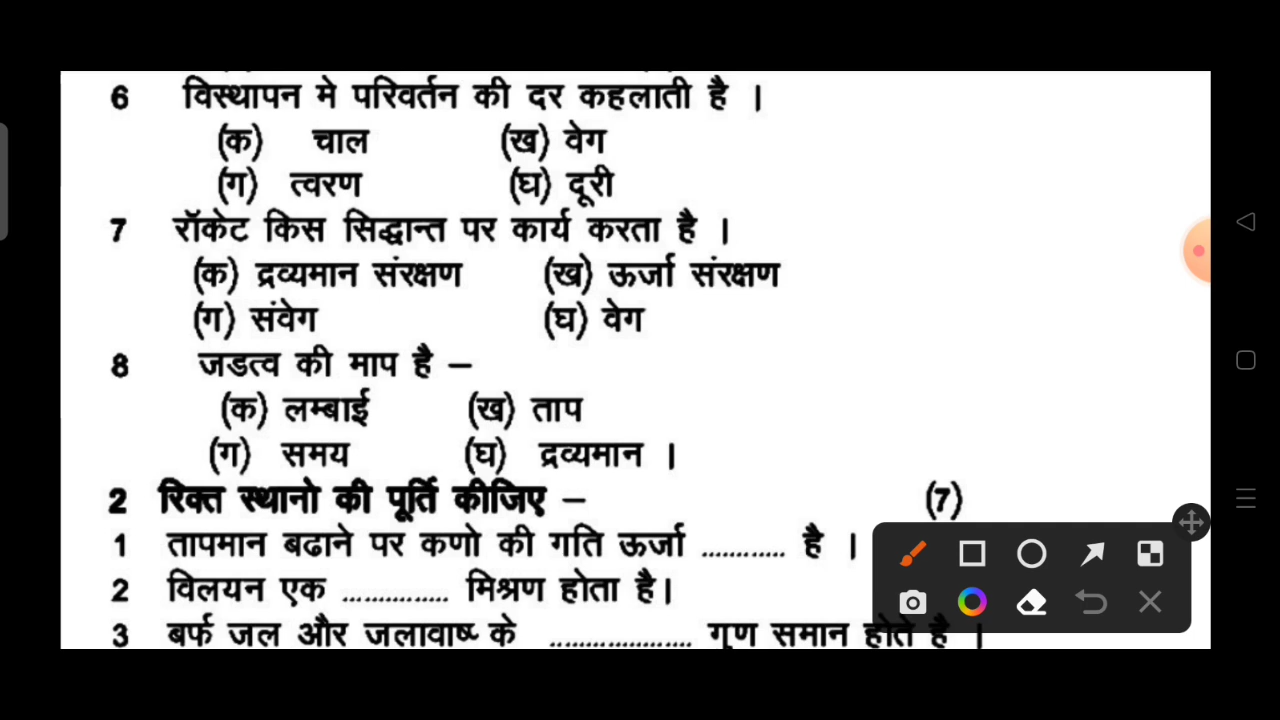 6 विस्थापन मे परिवर्तन की दर कहलाती है ।
(क) चाल (ख) वेग
(ग) त्वरण (घ) दूरी
7 रॉकेट किस सिद्धान्त पर कार्य करता है ।
(क) द्रव्यमान संरक्षण (ख) ऊर्जा संरक्षण
(ग) संवेग (घ) वेग
8 जडत्व की माप है –
(क) लम्बाई (ख) ताप
(ग) समय (घ) द्रव्यमान ।
2 रिक्त स्थानो की पूर्ति कीजिए – (7)
1 तापमान बढाने पर कणो की गति ऊर्जा ............ है ।
2 विलयन एक .............. मिश्रण होता है।
3 बर्फ जल और जलावाष्प के ................... गुण समान होते है ।